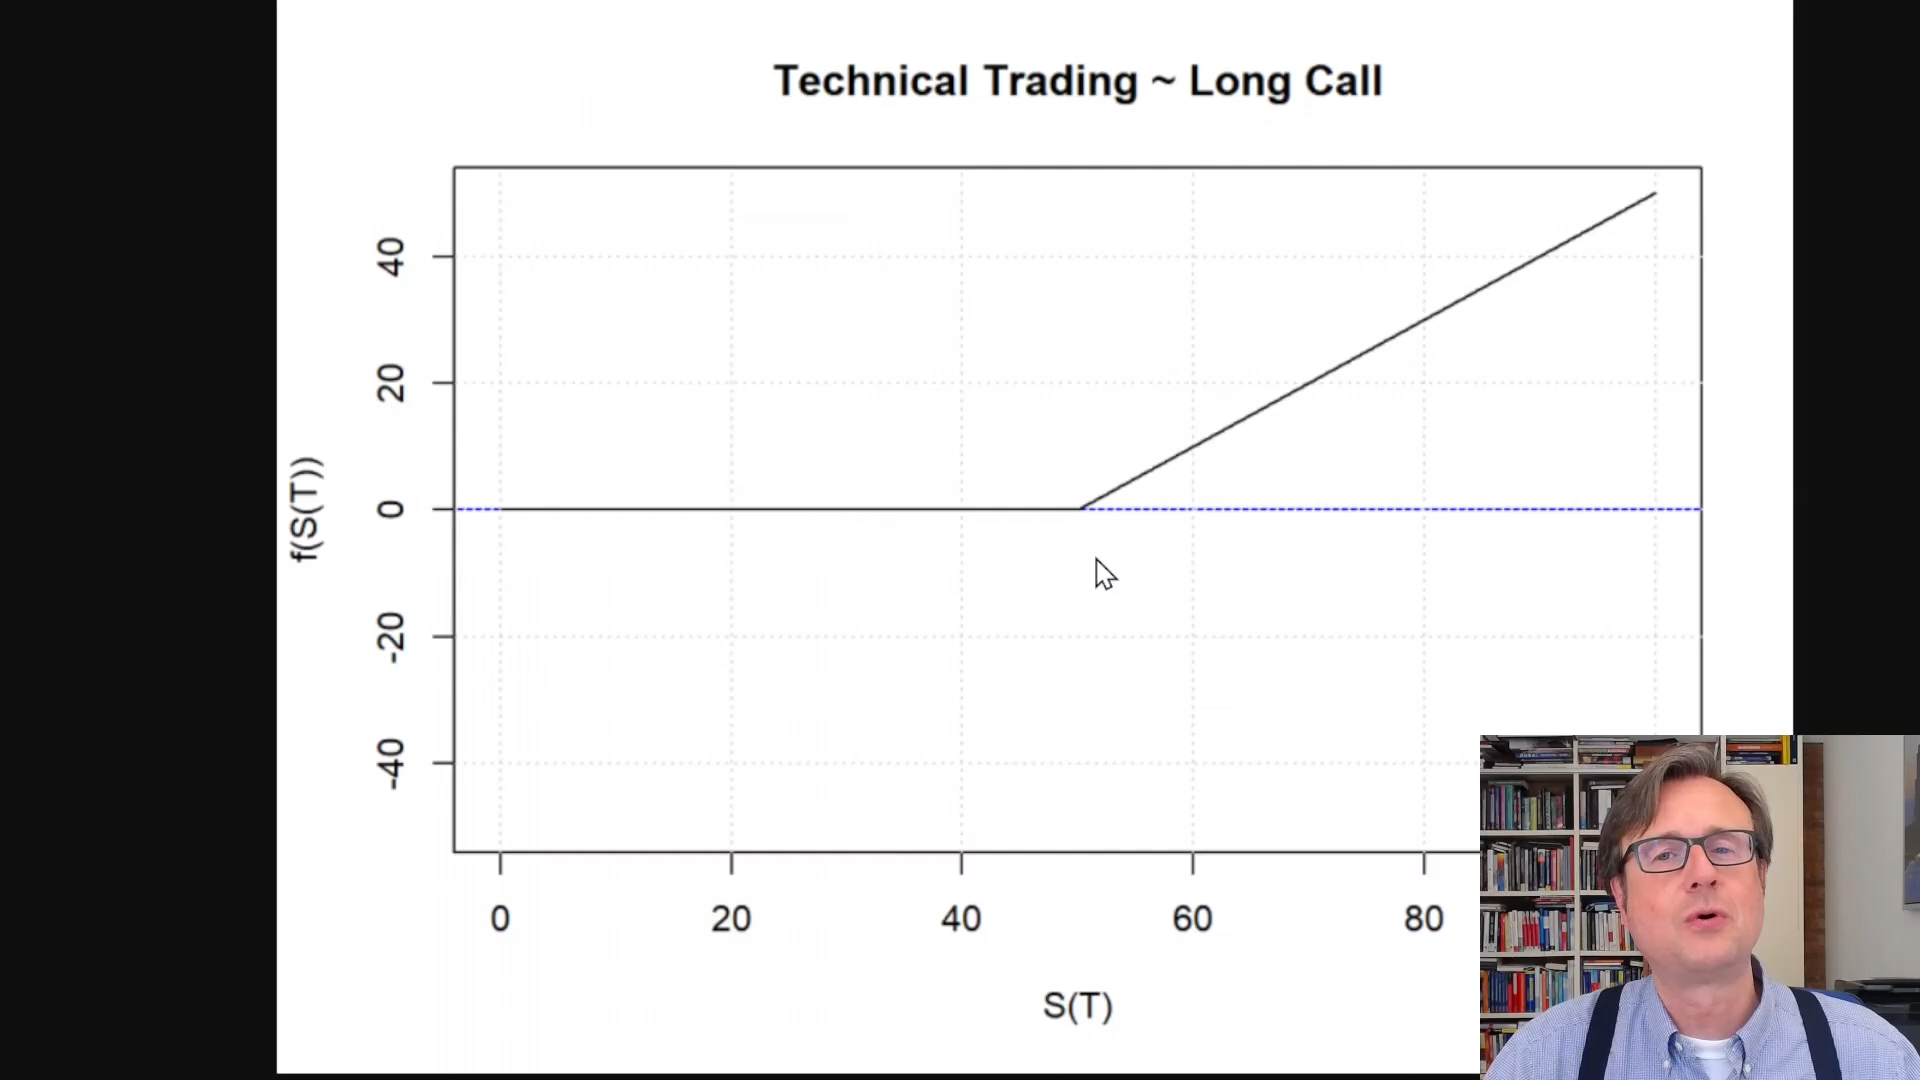 Technical Trading ~ Long Call
40
20
0
-20
-40
f(S(T))
0 20 40 60 80
S(T)